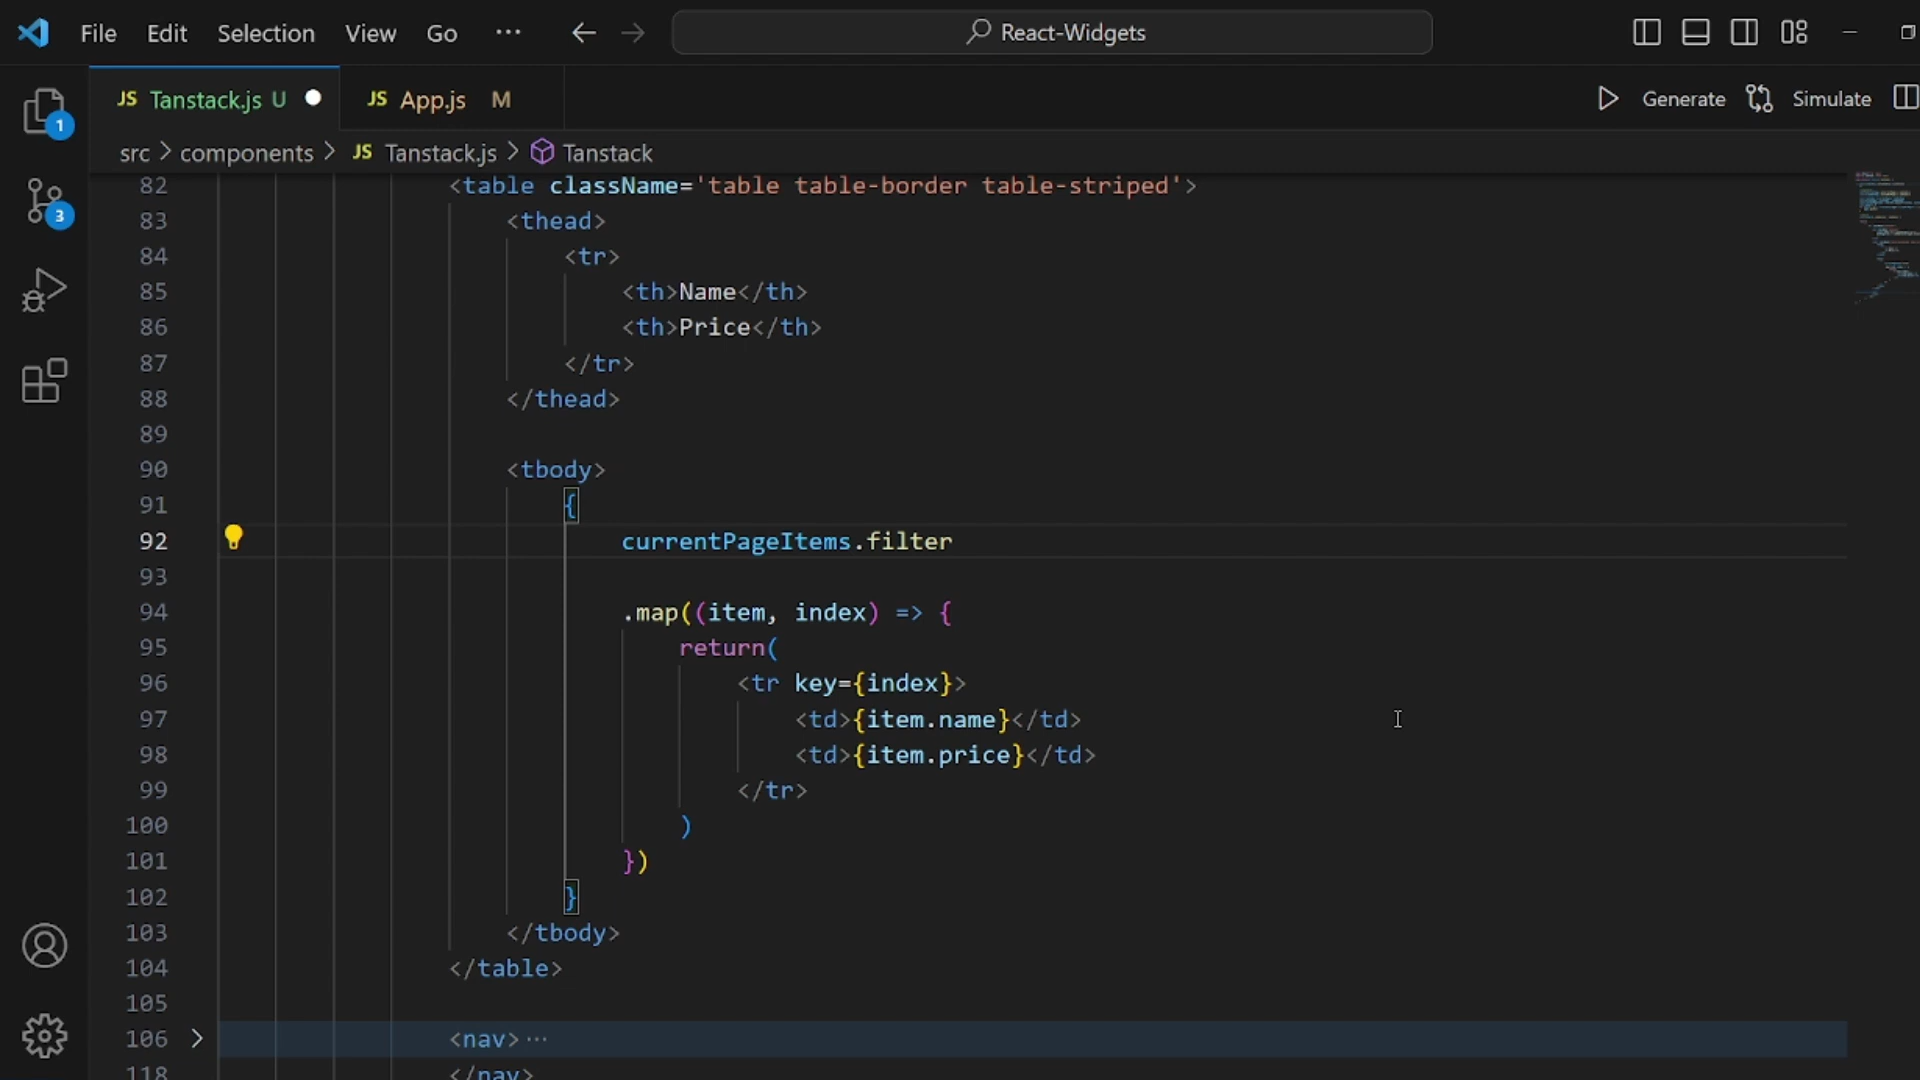 File Edit Selection View Go ··· React-Widgets
JS Tanstack.js U JS App.js M Generate Simulate
src > components > JS Tanstack.js > Tanstack
82 <table className='table table-border table-striped'>
83 <thead>
84 <tr>
85 <th>Name</th>
86 <th>Price</th>
87 </tr>
88 </thead>
89
90 <tbody>
91 {
92 currentPageItems.filter
93
94 .map((item, index) => {
95 return(
96 <tr key={index}>
97 <td>{item.name}</td>
98 <td>{item.price}</td>
99 </tr>
100 )
101 })
102 }
103 </tbody>
104 </table>
105
106 > <nav>···
118 </nav>
1
3